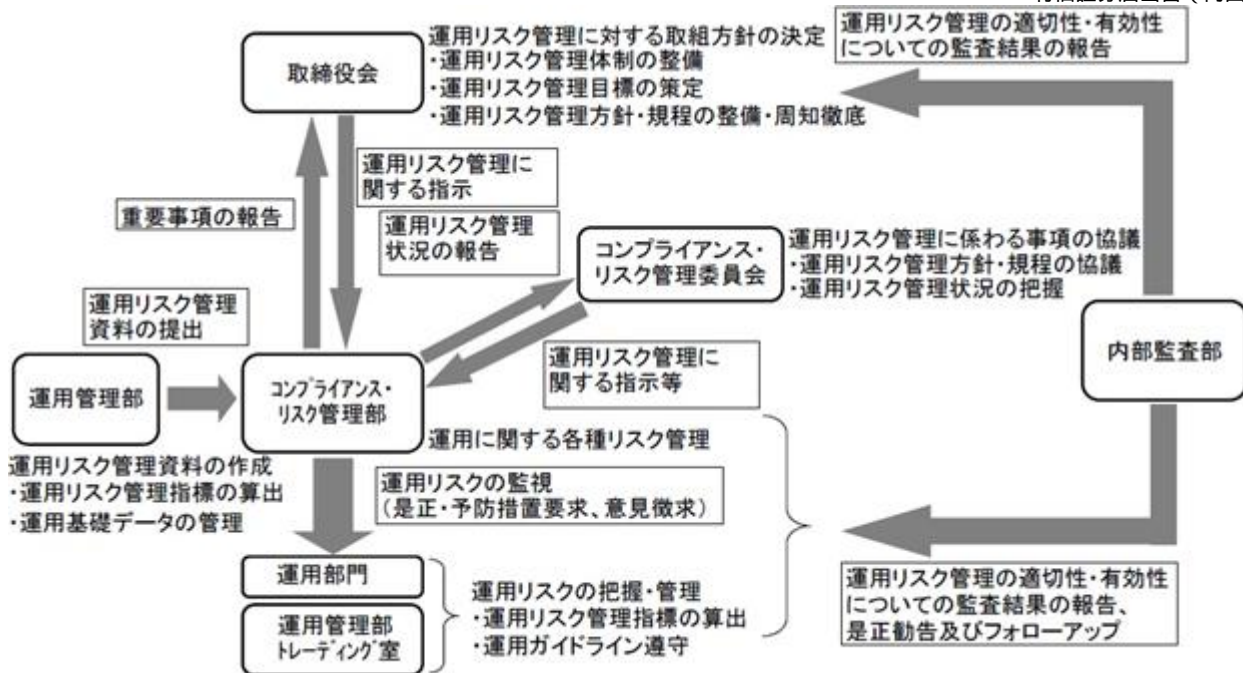 取締役会
運用リスク管理に対する取組方針の決定
・運用リスク管理体制の整備
・運用リスク管理目標の策定
・運用リスク管理方針・規程の整備・周知徹底
運用リスク管理の適切性・有効性
についての監査結果の報告
重要事項の報告
運用リスク管理に
関する指示
運用リスク管理
状況の報告
コンプライアンス・
リスク管理委員会
運用リスク管理に係わる事項の協議
・運用リスク管理方針・規程の協議
・運用リスク管理状況の把握
運用リスク管理
資料の提出
運用リスク管理に
関する指示等
内部監査部
運用管理部
コンプライアンス・
リスク管理部
運用に関する各種リスク管理
運用リスク管理資料の作成
・運用リスク管理指標の算出
・運用基礎データの管理
運用リスクの監視
(是正・予防措置要求、意見徴求)
運用部門
運用管理部
トレーディング室
運用リスクの把握・管理
・運用リスク管理指標の算出
・運用ガイドライン遵守
運用リスク管理の適切性・有効性
についての監査結果の報告、
是正勧告及びフォローアップ